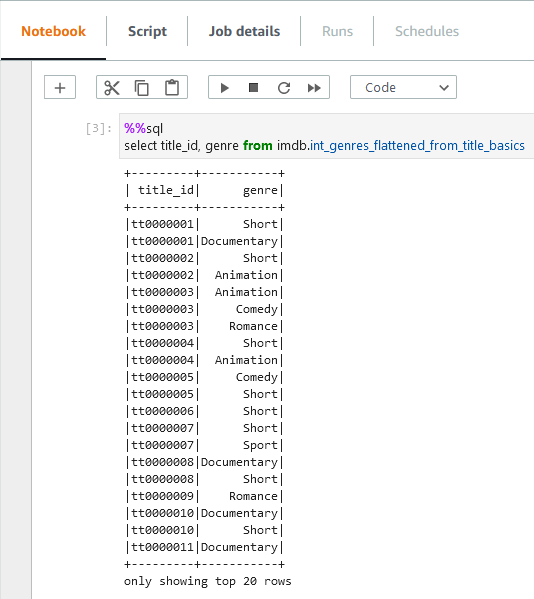 Notebook Script Job details Runs Schedules
Code
[3]: %%sql
select title_id, genre from imdb.int_genres_flattened_from_title_basics
+---------+-----------+
| title_id|      genre|
+---------+-----------+
|tt0000001|      Short|
|tt0000001|Documentary|
|tt0000002|      Short|
|tt0000002|  Animation|
|tt0000003|  Animation|
|tt0000003|     Comedy|
|tt0000003|    Romance|
|tt0000004|      Short|
|tt0000004|  Animation|
|tt0000005|     Comedy|
|tt0000005|      Short|
|tt0000006|      Short|
|tt0000007|      Short|
|tt0000007|      Sport|
|tt0000008|Documentary|
|tt0000008|      Short|
|tt0000009|    Romance|
|tt0000010|Documentary|
|tt0000010|      Short|
|tt0000011|Documentary|
+---------+-----------+
only showing top 20 rows